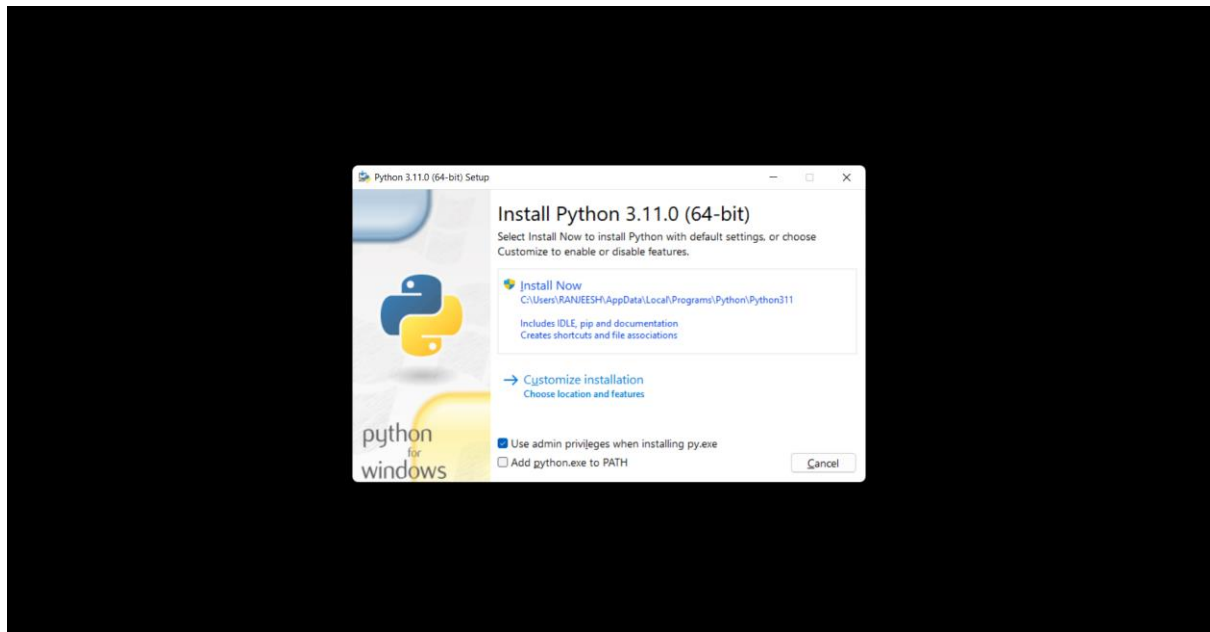 Python 3.11.0 (64-bit) Setup
Install Python 3.11.0 (64-bit)
Select Install Now to install Python with default settings, or choose
Customize to enable or disable features.
Install Now
C:\Users\RANJEESH\AppData\Local\Programs\Python\Python311
Includes IDLE, pip and documentation
Creates shortcuts and file associations
Customize installation
Choose location and features
python
for
windows
Use admin privileges when installing py.exe
Add python.exe to PATH
Cancel